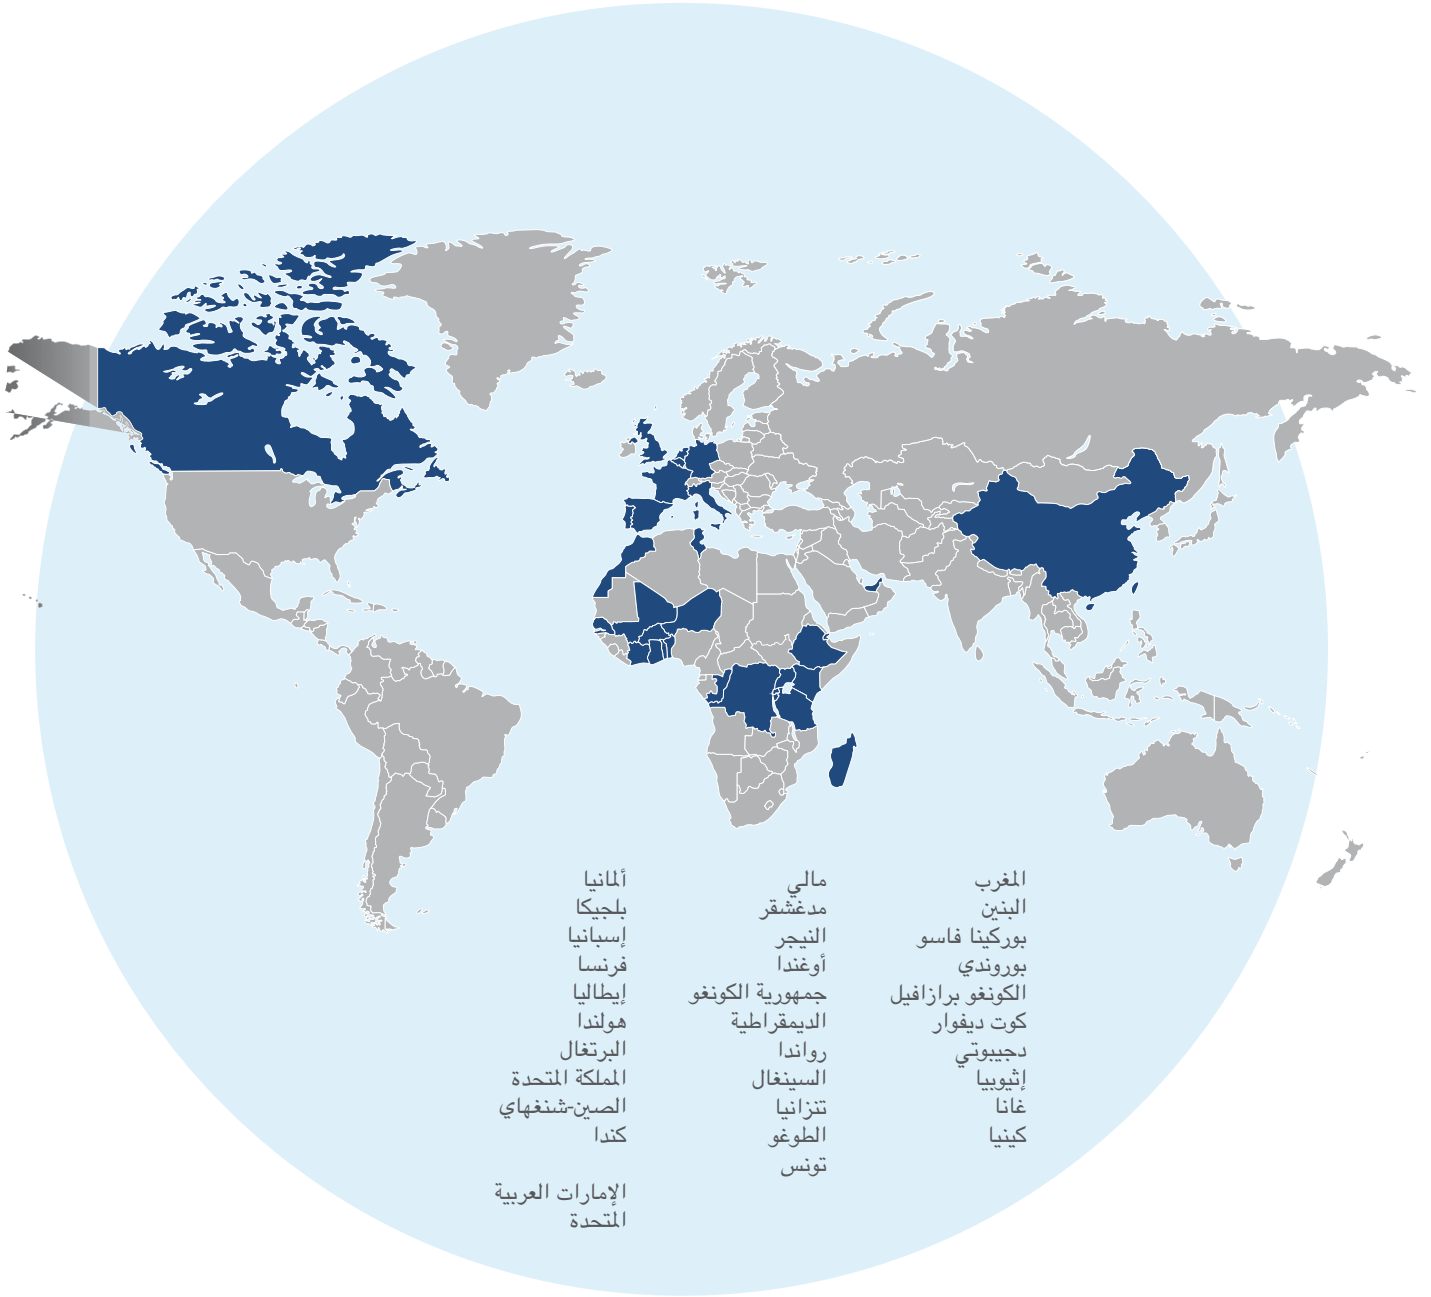 المغرب
البنين
بوركينا فاسو
بوروندي
الكونغو برازافيل
كوت ديفوار
دجيبوتي
إثيوبيا
غانا
كينيا
مالي
مدغشقر
النيجر
أوغندا
جمهورية الكونغو
الديمقراطية
رواندا
السينغال
تنزانيا
الطوغو
تونس
ألمانيا
بلجيكا
إسبانيا
فرنسا
إيطاليا
هولندا
البرتغال
المملكة المتحدة
الصين-شنغهاي
كندا
الإمارات العربية
المتحدة